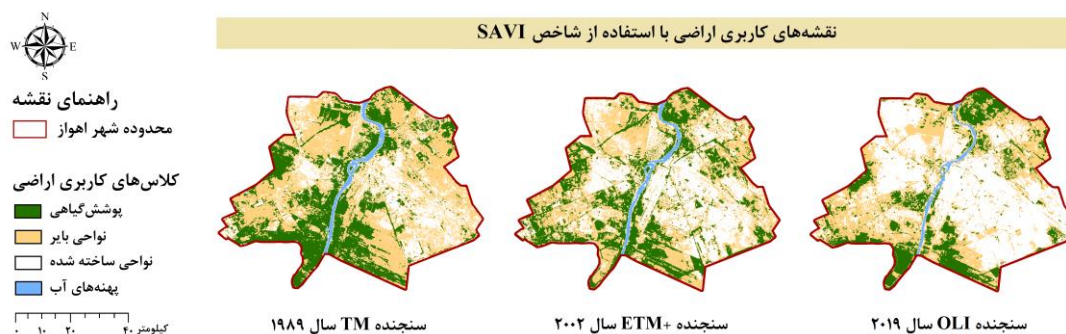 نقشه‌های کاربری اراضی با استفاده از شاخص SAVI
N
W E
S
راهنمای نقشه
محدوده شهر اهواز
کلاس‌های کاربری اراضی
پوشش‌گیاهی
نواحی بایر
نواحی ساخته شده
پهنه‌های آب
۰ ۱۰ ۲۰ ۴۰ کیلومتر
سنجنده TM سال ۱۹۸۹
سنجنده ETM+ سال ۲۰۰۲
سنجنده OLI سال ۲۰۱۹